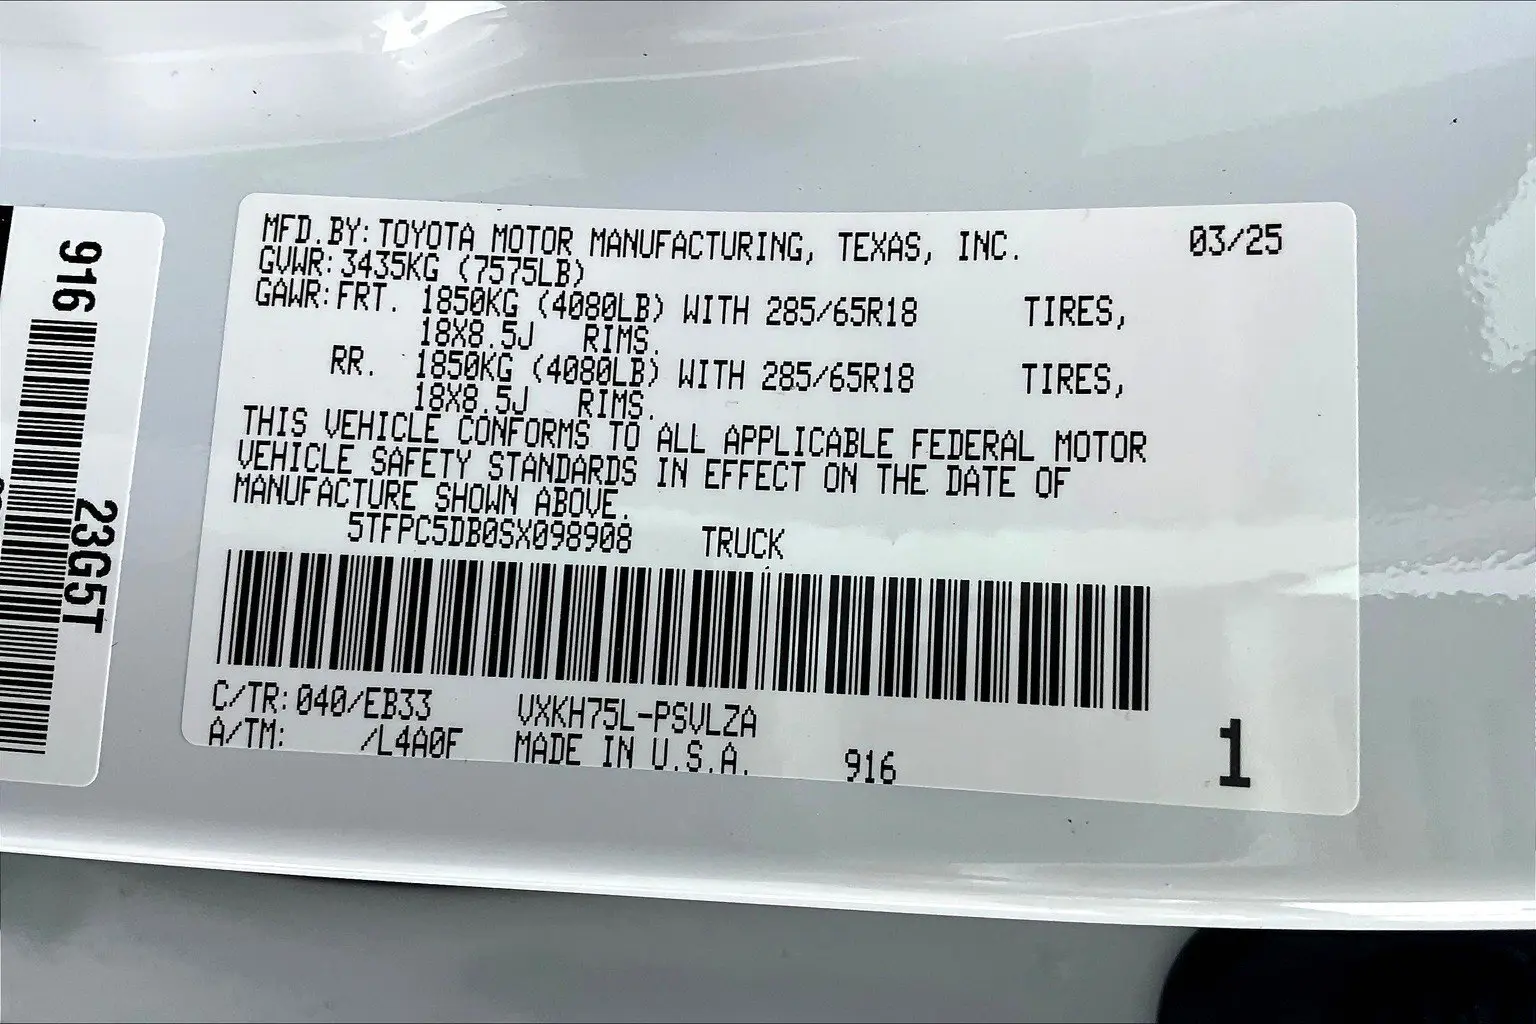 MFD.BY:TOYOTA MOTOR MANUFACTURING, TEXAS, INC. 03/25
GVWR:3435KG (7575LB)
GAWR:FRT. 1850KG (4080LB) WITH 285/65R18 TIRES,
18X8.5J RIMS.
RR. 1850KG (4080LB) WITH 285/65R18 TIRES,
18X8.5J RIMS.
THIS VEHICLE CONFORMS TO ALL APPLICABLE FEDERAL MOTOR
VEHICLE SAFETY STANDARDS IN EFFECT ON THE DATE OF
MANUFACTURE SHOWN ABOVE.
5TFPC5DB0SX098908 TRUCK
C/TR:040/EB33 VXKH75L-PSVLZA
A/TM: /L4A0F MADE IN U.S.A. 916
1
916
23G5T